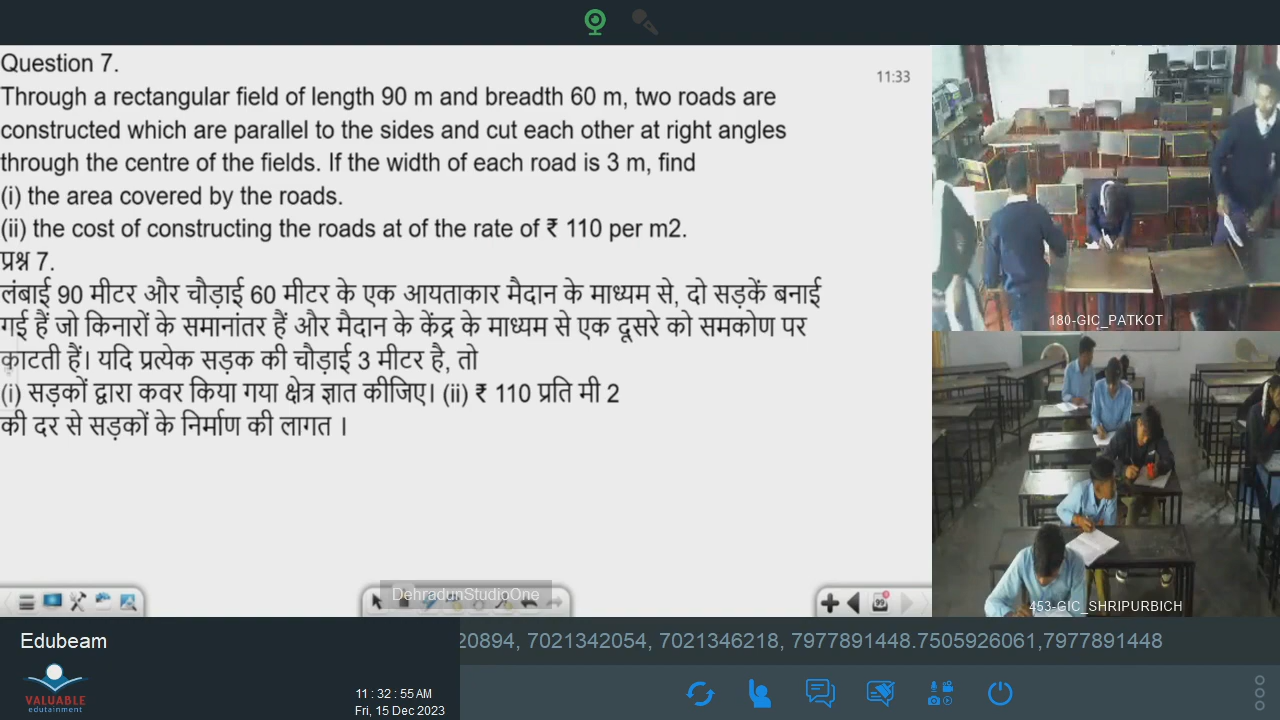 Question 7.
11:33
Through a rectangular field of length 90 m and breadth 60 m, two roads are
constructed which are parallel to the sides and cut each other at right angles
through the centre of the fields. If the width of each road is 3 m, find
(i) the area covered by the roads.
(ii) the cost of constructing the roads at of the rate of ₹ 110 per m2.
प्रश्न 7.
लंबाई 90 मीटर और चौड़ाई 60 मीटर के एक आयताकार मैदान के माध्यम से, दो सड़कें बनाई
गई हैं जो किनारों के समानांतर हैं और मैदान के केंद्र के माध्यम से एक दूसरे को समकोण पर
काटती हैं। यदि प्रत्येक सड़क की चौड़ाई 3 मीटर है, तो
(i) सड़कों द्वारा कवर किया गया क्षेत्र ज्ञात कीजिए। (ii) ₹ 110 प्रति मी 2
की दर से सड़कों के निर्माण की लागत ।
180-GIC_PATKOT
453-GIC_SHRIPURBICH
DehradunStudioOne
99
Edubeam
20894, 7021342054, 7021346218, 7977891448.7505926061,7977891448
VALUABLE
edutainment
11 : 32 : 55 AM
Fri, 15 Dec 2023